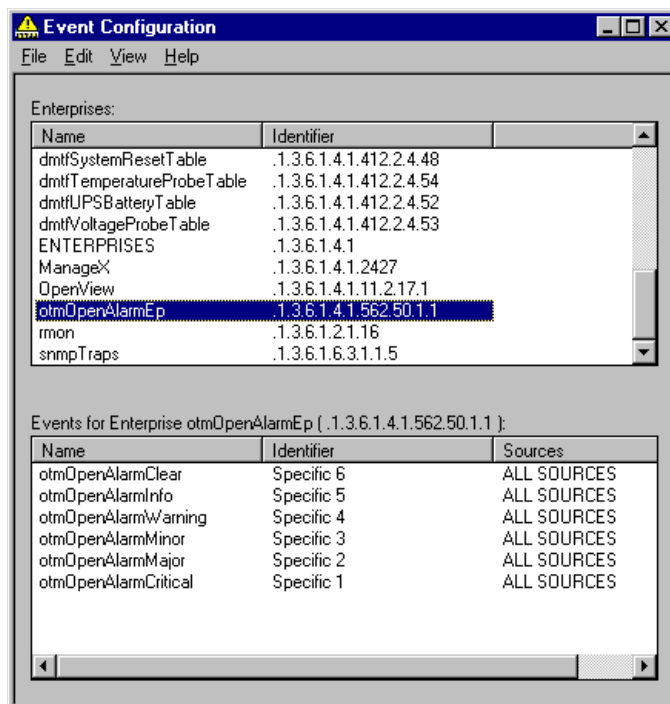 Event Configuration
File Edit View Help
Enterprises:
Name Identifier
dmtfSystemResetTable .1.3.6.1.4.1.412.2.4.48
dmtfTemperatureProbeTable .1.3.6.1.4.1.412.2.4.54
dmtfUPSBatteryTable .1.3.6.1.4.1.412.2.4.52
dmtfVoltageProbeTable .1.3.6.1.4.1.412.2.4.53
ENTERPRISES .1.3.6.1.4.1
ManageX .1.3.6.1.4.1.2427
OpenView .1.3.6.1.4.1.11.2.17.1
otmOpenAlarmEp .1.3.6.1.4.1.562.50.1.1
rmon .1.3.6.1.2.1.16
snmpTraps .1.3.6.1.6.3.1.1.5
Events for Enterprise otmOpenAlarmEp ( .1.3.6.1.4.1.562.50.1.1 ):
Name Identifier Sources
otmOpenAlarmClear Specific 6 ALL SOURCES
otmOpenAlarmInfo Specific 5 ALL SOURCES
otmOpenAlarmWarning Specific 4 ALL SOURCES
otmOpenAlarmMinor Specific 3 ALL SOURCES
otmOpenAlarmMajor Specific 2 ALL SOURCES
otmOpenAlarmCritical Specific 1 ALL SOURCES